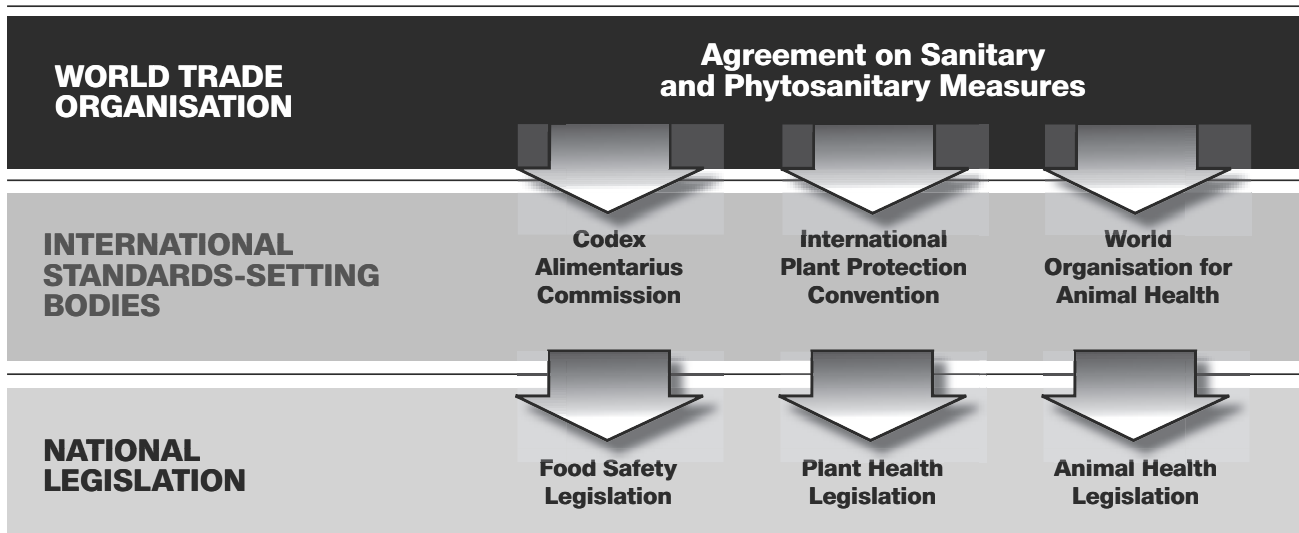 WORLD TRADE
ORGANISATION
Agreement on Sanitary
and Phytosanitary Measures
INTERNATIONAL
STANDARDS-SETTING
BODIES
Codex
Alimentarius
Commission
International
Plant Protection
Convention
World
Organisation for
Animal Health
NATIONAL
LEGISLATION
Food Safety
Legislation
Plant Health
Legislation
Animal Health
Legislation